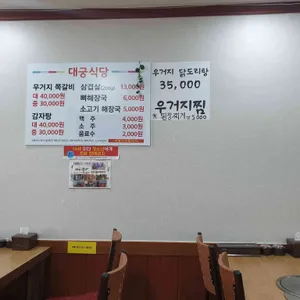 대궁식당
우거지 쪽갈비
대 40,000원
중 30,000원
감자탕
대 40,000원
중 30,000원
삼겹살(200g) 13,000원
뼈해장국 6,000원
소고기 해장국 5,000원
맥 주 4,000원
소 주 3,000원
음료수 2,000원
우거지 닭도리탕
35,000
우거지찜